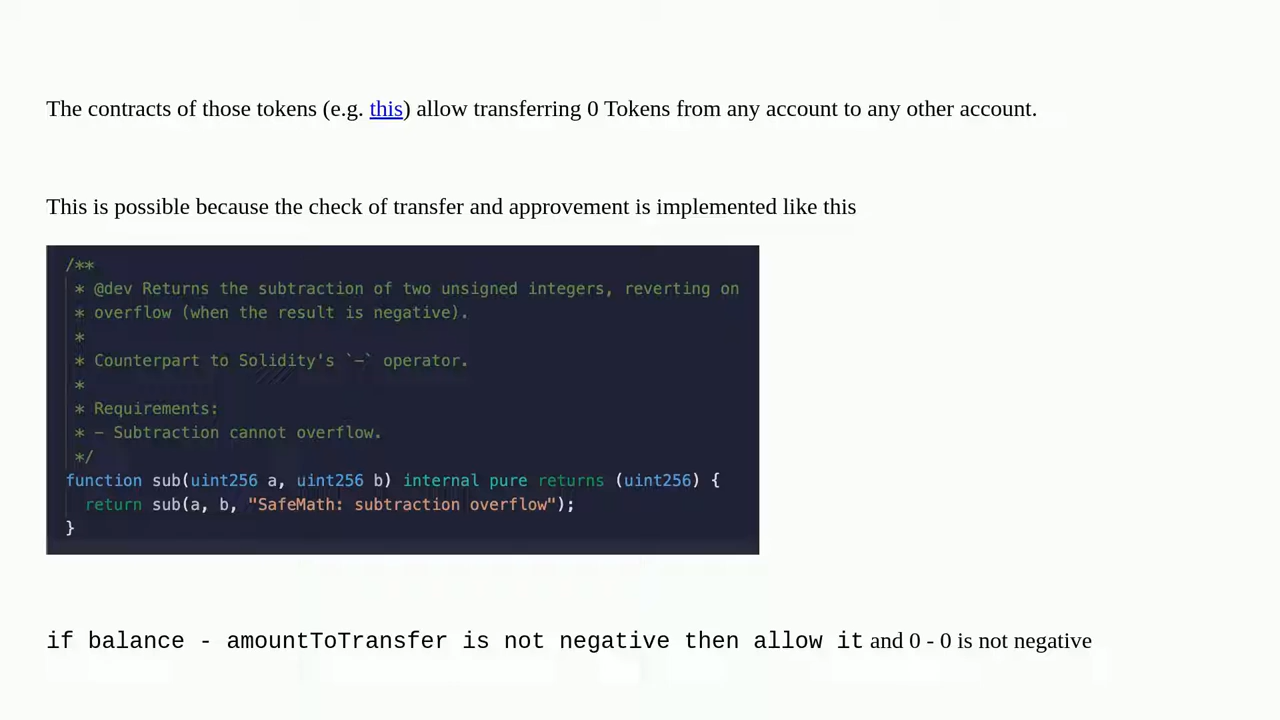 The contracts of those tokens (e.g. this) allow transferring 0 Tokens from any account to any other account.
This is possible because the check of transfer and approvement is implemented like this
/**
* @dev Returns the subtraction of two unsigned integers, reverting on
* overflow (when the result is negative).
*
* Counterpart to Solidity's `-` operator.
*
* Requirements:
* - Subtraction cannot overflow.
*/
function sub(uint256 a, uint256 b) internal pure returns (uint256) {
return sub(a, b, "SafeMath: subtraction overflow");
}
if balance - amountToTransfer is not negative then allow it and 0 - 0 is not negative